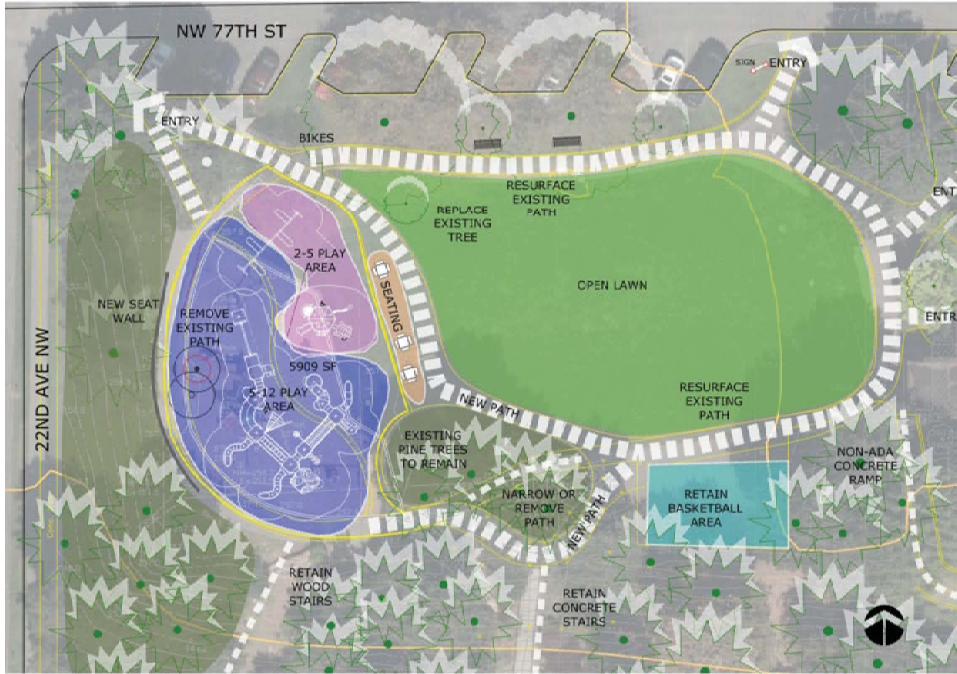 NW 77TH ST
SIGN
ENTRY
ENTRY
BIKES
RESURFACE
EXISTING
PATH
REPLACE
EXISTING
TREE
2-5 PLAY
AREA
OPEN LAWN
SEATING
NEW SEAT
WALL
REMOVE
EXISTING
PATH
22ND AVE NW
5909 SF
5-12 PLAY
AREA
NEW PATH
RESURFACE
EXISTING
PATH
EXISTING
PINE TREES
TO REMAIN
NARROW OR
REMOVE
PATH
NEW PATH
RETAIN
BASKETBALL
AREA
NON-ADA
CONCRETE
RAMP
RETAIN
WOOD
STAIRS
RETAIN
CONCRETE
STAIRS
ENT
ENTR